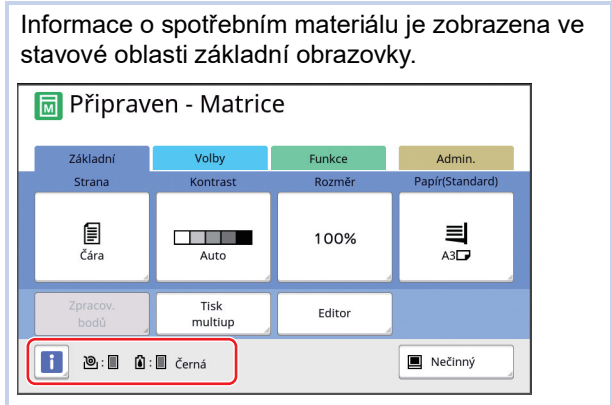 Informace o spotřebním materiálu je zobrazena ve
stavové oblasti základní obrazovky.
M Připraven - Matrice
Základní Volby Funkce Admin.
Strana Kontrast Rozměr Papír(Standard)
Čára Auto 100% A3
Zpracov. bodů
Tisk multiup
Editor
i : : Černá Nečinný